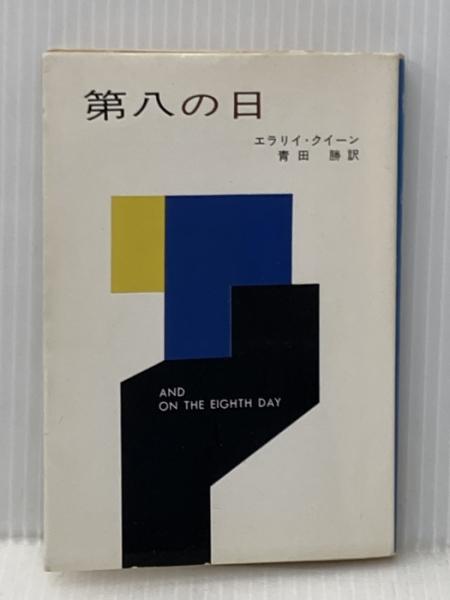 第八の日
エラリイ・クイーン
青田 勝訳
AND
ON THE EIGHTH DAY